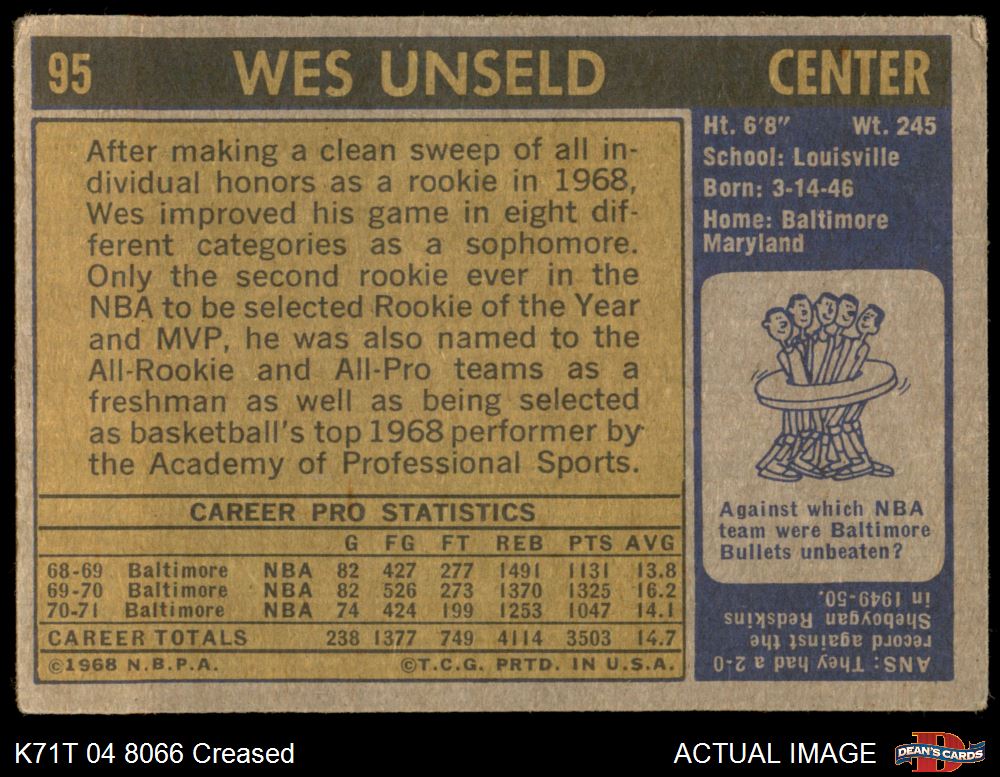 95 WES UNSELD CENTER
After making a clean sweep of all in-
dividual honors as a rookie in 1968,
Wes improved his game in eight dif-
ferent categories as a sophomore.
Only the second rookie ever in the
NBA to be selected Rookie of the Year
and MVP, he was also named to the
All-Rookie and All-Pro teams as a
freshman as well as being selected
as basketball's top 1968 performer by
the Academy of Professional Sports.
CAREER PRO STATISTICS
G FG FT REB PTS AVG
68-69 Baltimore NBA 82 427 277 1491 1131 13.8
69-70 Baltimore NBA 82 526 273 1370 1325 16.2
70-71 Baltimore NBA 74 424 199 1253 1047 14.1
CAREER TOTALS 238 1377 749 4114 3503 14.7
©1968 N.B.P.A. ©T.C.G. PRTD. IN U.S.A.
Ht. 6'8" Wt. 245
School: Louisville
Born: 3-14-46
Home: Baltimore
Maryland
Against which NBA
team were Baltimore
Bullets unbeaten?
ANS: They had a 2-0
record against the
Sheboygan Redskins
in 1949-50.
K71T 04 8066 Creased
ACTUAL IMAGE
DEAN'S CARDS